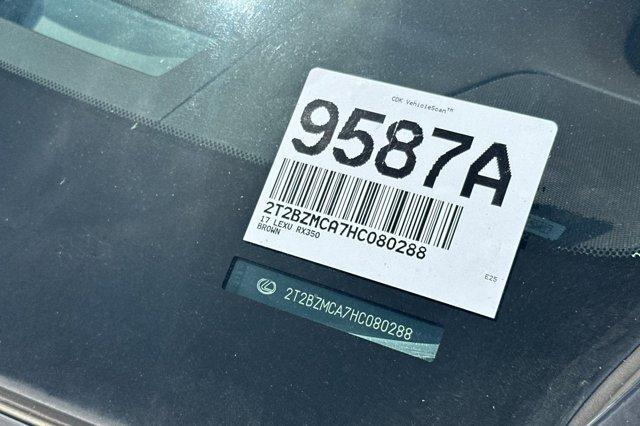 CDK VehicleScan™
9587A
2T2BZMCA7HC080288
17 LEXU RX350
BROWN
E25
2T2BZMCA7HC080288